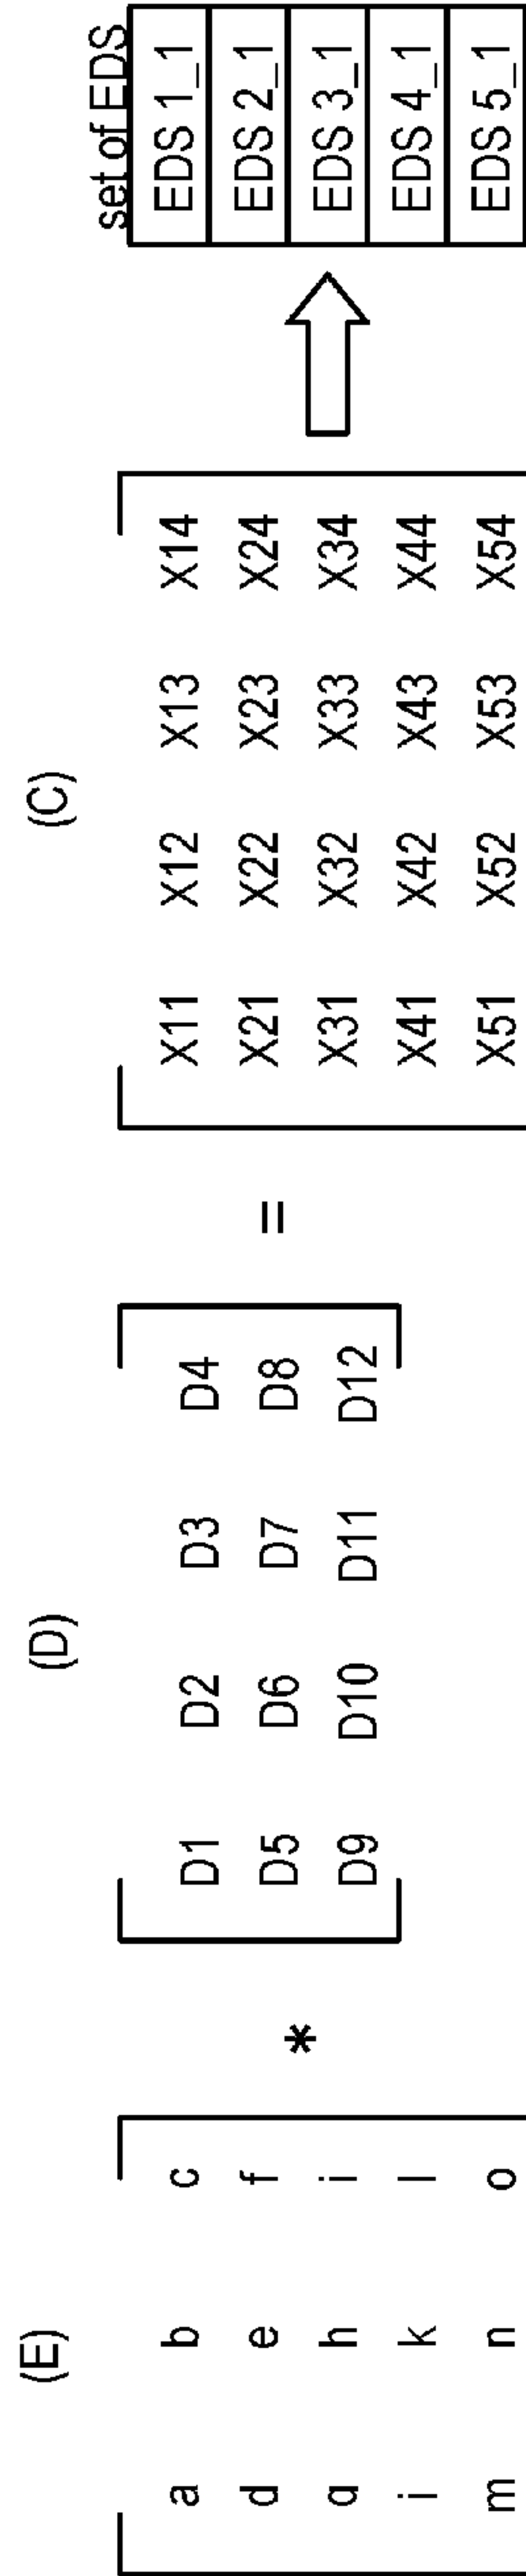 (E)
a b c
d e f
g h i
j k l
m n o
*
(D)
D1 D2 D3 D4
D5 D6 D7 D8
D9 D10 D11 D12
=
(C)
X11 X12 X13 X14
X21 X22 X23 X24
X31 X32 X33 X34
X41 X42 X43 X44
X51 X52 X53 X54
set of EDS
EDS 1_1
EDS 2_1
EDS 3_1
EDS 4_1
EDS 5_1